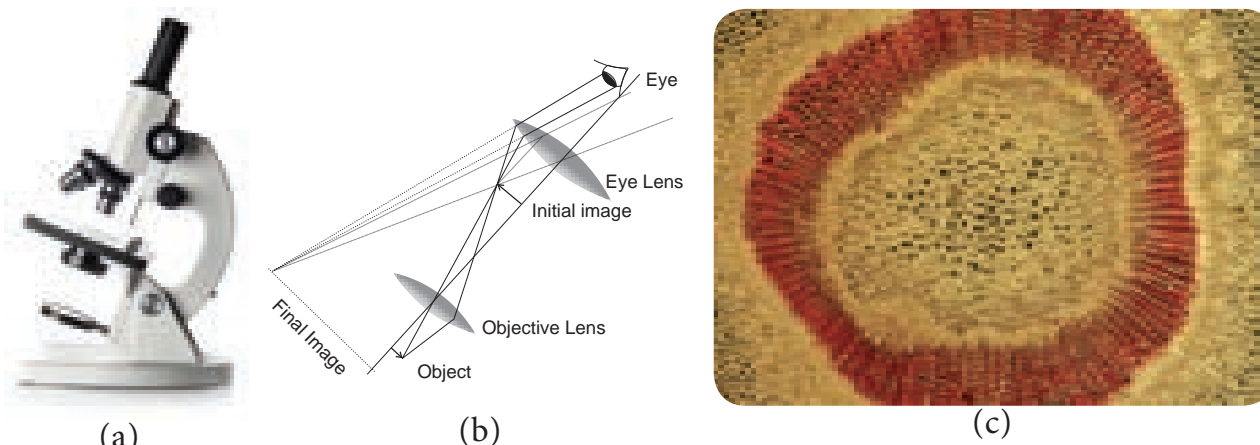 Eye
Eye Lens
Initial image
Final Image
Objective Lens
Object
(a)
(b)
(c)